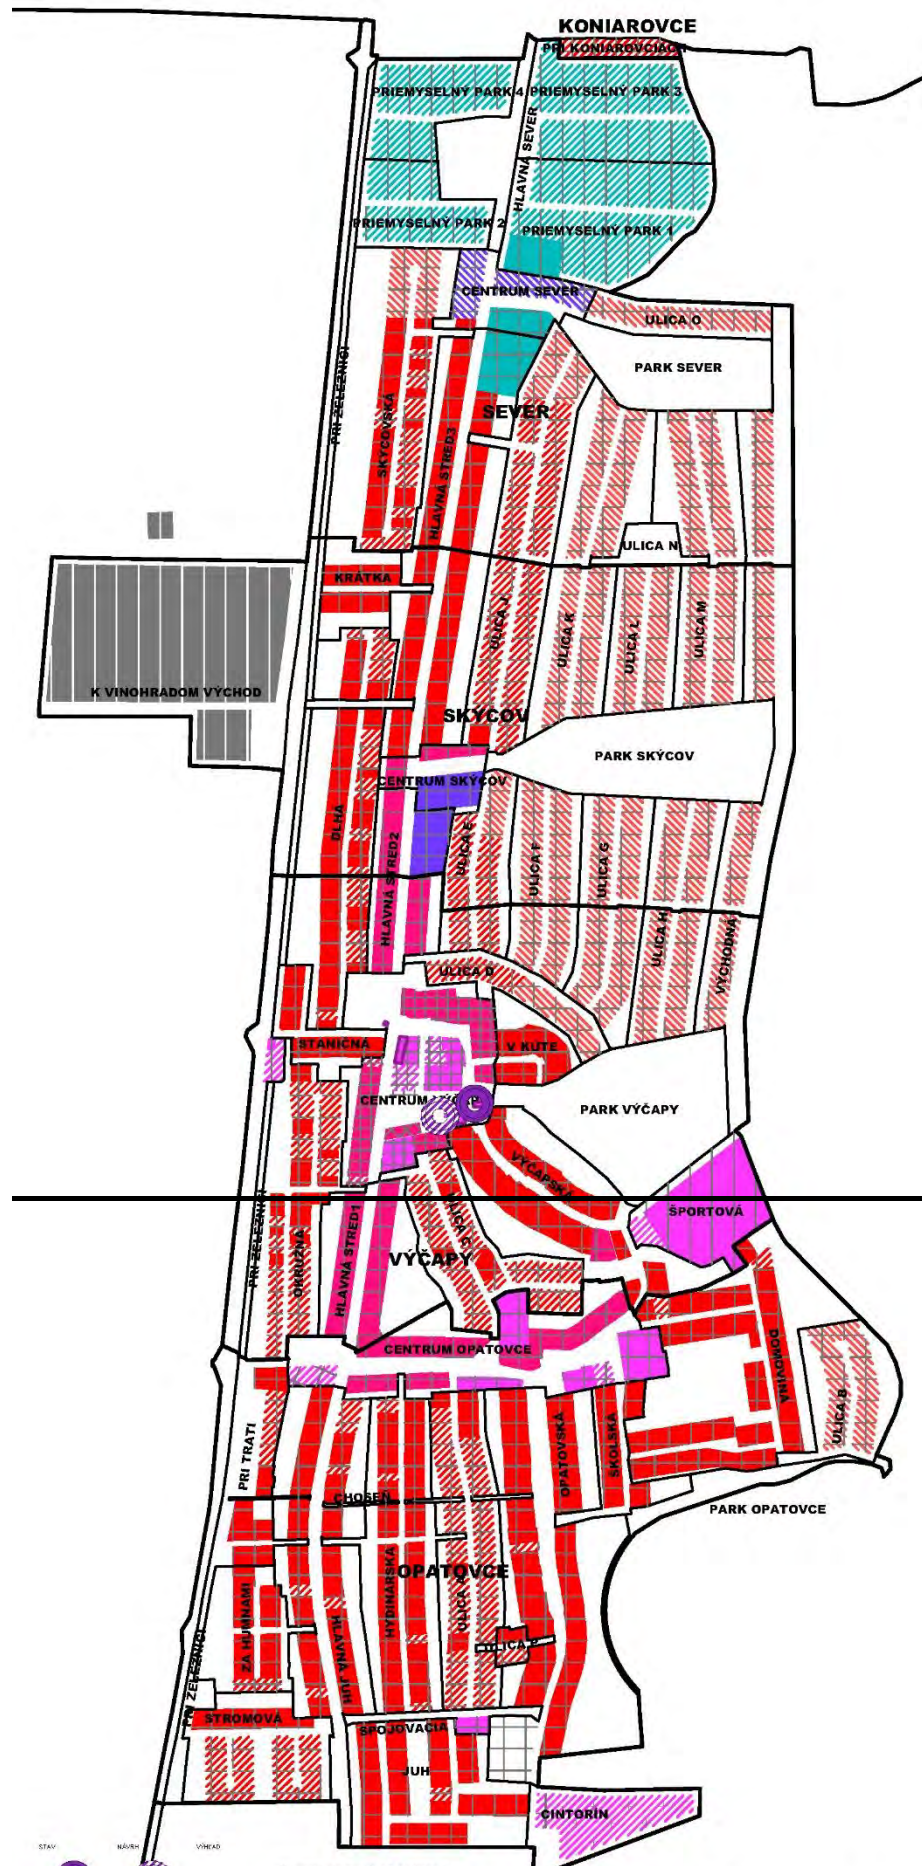 KONIAROVCE
PRI KONIAROVCIACH
PRIEMYSELNÝ PARK 4
PRIEMYSELNÝ PARK 3
HLAVNÁ SEVER
PRIEMYSELNÝ PARK 2
PRIEMYSELNÝ PARK 1
CENTRUM SEVER
ULICA O
PRI ŽELEZNICI
PARK SEVER
SEVER
SKYCOVSKÁ
HLAVNÁ STRED3
ULICA N
KRÁTKA
ULICA J
ULICA K
ULICA L
ULICA M
K VINOHRADOM VÝCHOD
SKÝCOV
PARK SKÝCOV
CENTRUM SKÝCOV
DLHÁ
HLAVNÁ STRED2
ULICA E
ULICA F
ULICA G
ULICA H
VÝCHODNÁ
ULICA D
STANIČNÁ
V KÚTE
CENTRUM VÝČAP
PARK VÝČAPY
VÝČAPSKÁ
PRI ŽELEZNICI
OKRUŽNÁ
HLAVNÁ STRED1
ULICA C
ŠPORTOVÁ
VÝČAPY
CENTRUM OPATOVCE
DOMOVINA
ULICA B
PRI TRATI
OPATOVSKÁ
ŠKOLSKÁ
CHOSEŇ
PARK OPATOVCE
OPATOVCE
HYDINÁRSKA
ULICA A
ZA HUMNAMI
HLAVNÁ JUH
ULICA P
PRI ŽELEZNICI
STROMOVÁ
SPOJOVACIA
JUH
CINTORÍN
STAV
NÁVRH
VÝHĽAD